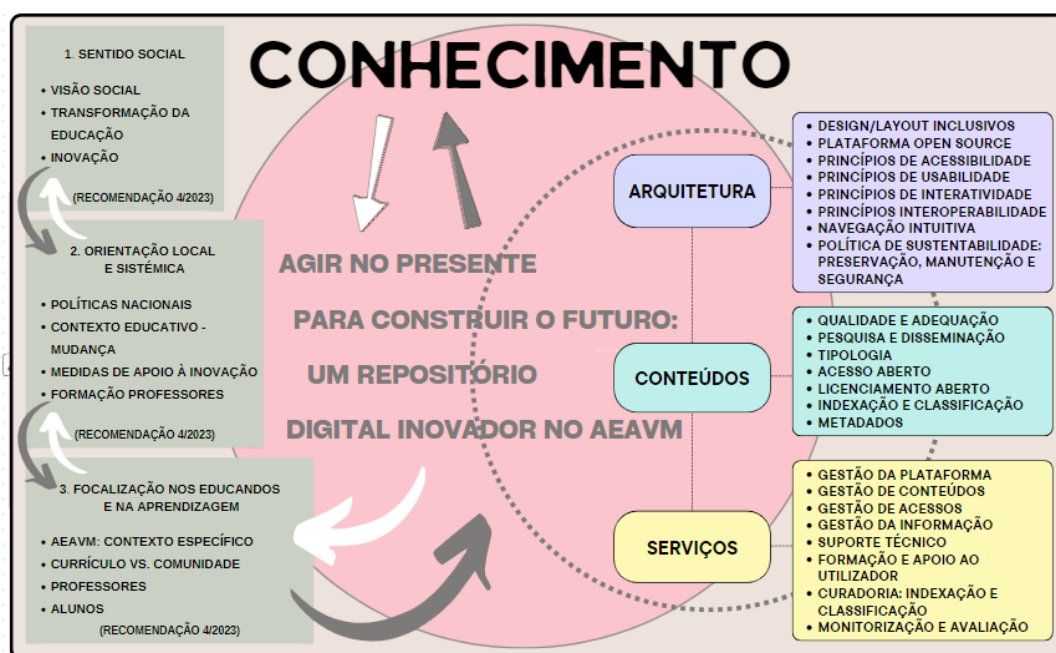 CONHECIMENTO
1. SENTIDO SOCIAL
• VISÃO SOCIAL
• TRANSFORMAÇÃO DA
EDUCAÇÃO
• INOVAÇÃO
(RECOMENDAÇÃO 4/2023)
2. ORIENTAÇÃO LOCAL
E SISTÉMICA
• POLÍTICAS NACIONAIS
• CONTEXTO EDUCATIVO -
MUDANÇA
• MEDIDAS DE APOIO À INOVAÇÃO
• FORMAÇÃO PROFESSORES
(RECOMENDAÇÃO 4/2023)
3. FOCALIZAÇÃO NOS EDUCANDOS
E NA APRENDIZAGEM
• AEAVM: CONTEXTO ESPECÍFICO
• CURRÍCULO VS. COMUNIDADE
• PROFESSORES
• ALUNOS
(RECOMENDAÇÃO 4/2023)
AGIR NO PRESENTE
PARA CONSTRUIR O FUTURO:
UM REPOSITÓRIO
DIGITAL INOVADOR NO AEAVM
ARQUITETURA
• DESIGN/LAYOUT INCLUSIVOS
• PLATAFORMA OPEN SOURCE
• PRINCÍPIOS DE ACESSIBILIDADE
• PRINCÍPIOS DE USABILIDADE
• PRINCÍPIOS DE INTERATIVIDADE
• PRINCÍPIOS INTEROPERABILIDADE
• NAVEGAÇÃO INTUITIVA
• POLÍTICA DE SUSTENTABILIDADE:
PRESERVAÇÃO, MANUTENÇÃO E
SEGURANÇA
CONTEÚDOS
• QUALIDADE E ADEQUAÇÃO
• PESQUISA E DISSEMINAÇÃO
• TIPOLOGIA
• ACESSO ABERTO
• LICENCIAMENTO ABERTO
• INDEXAÇÃO E CLASSIFICAÇÃO
• METADADOS
SERVIÇOS
• GESTÃO DA PLATAFORMA
• GESTÃO DE CONTEÚDOS
• GESTÃO DE ACESSOS
• GESTÃO DA INFORMAÇÃO
• SUPORTE TÉCNICO
• FORMAÇÃO E APOIO AO
UTILIZADOR
• CURADORIA: INDEXAÇÃO E
CLASSIFICAÇÃO
• MONITORIZAÇÃO E AVALIAÇÃO